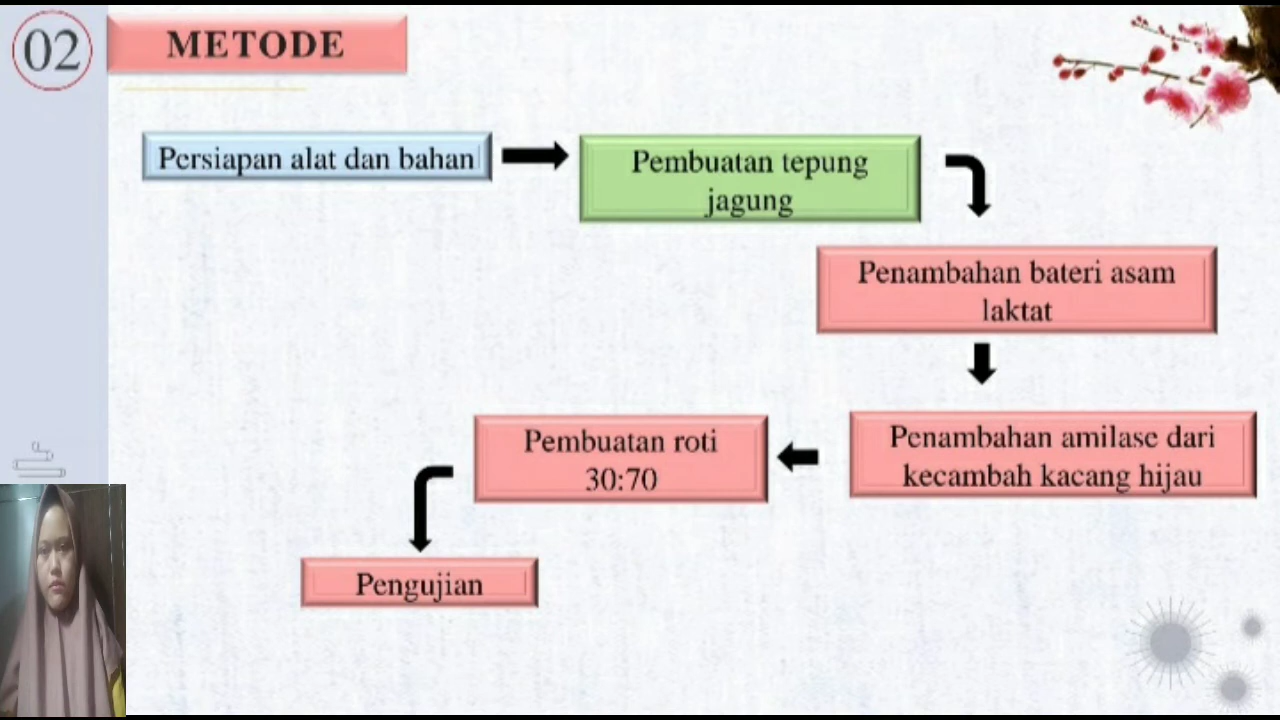 02
METODE
Persiapan alat dan bahan
Pembuatan tepung
jagung
Penambahan bateri asam
laktat
Penambahan amilase dari
kecambah kacang hijau
Pembuatan roti
30:70
Pengujian